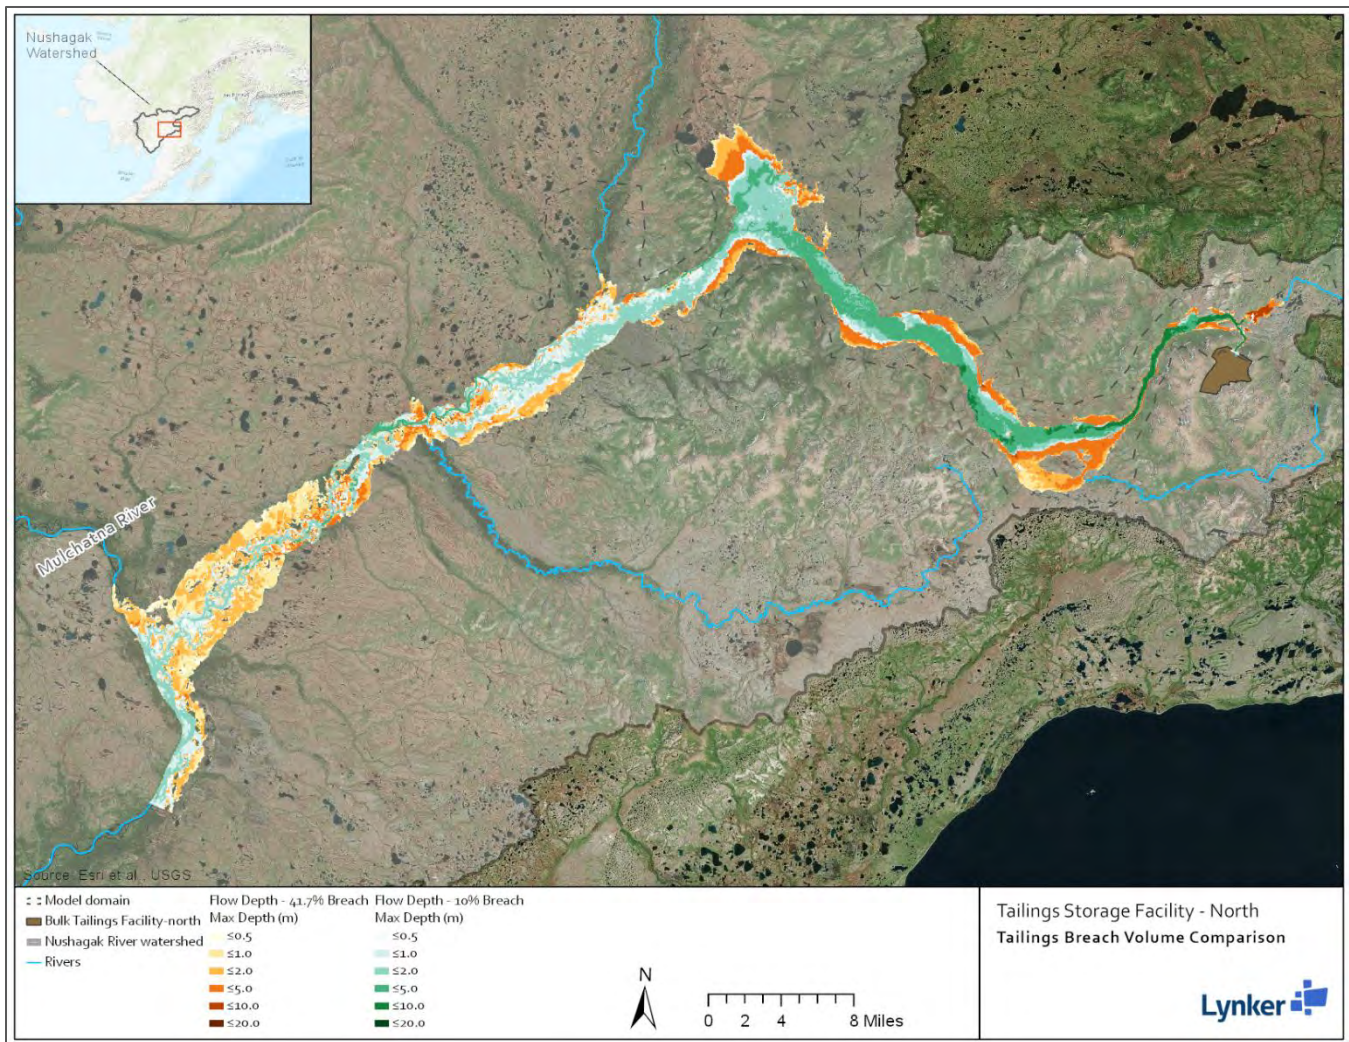 Nushagak
Watershed
Mulchatna River
Source: Esri et al., USGS
Model domain
Bulk Tailings Facility-north
Nushagak River watershed
Rivers
Flow Depth - 41.7% Breach
Max Depth (m)
≤0.5
≤1.0
≤2.0
≤5.0
≤10.0
≤20.0
Flow Depth - 10% Breach
Max Depth (m)
≤0.5
≤1.0
≤2.0
≤5.0
≤10.0
≤20.0
N
0 2 4 8 Miles
Tailings Storage Facility - North
Tailings Breach Volume Comparison
Lynker